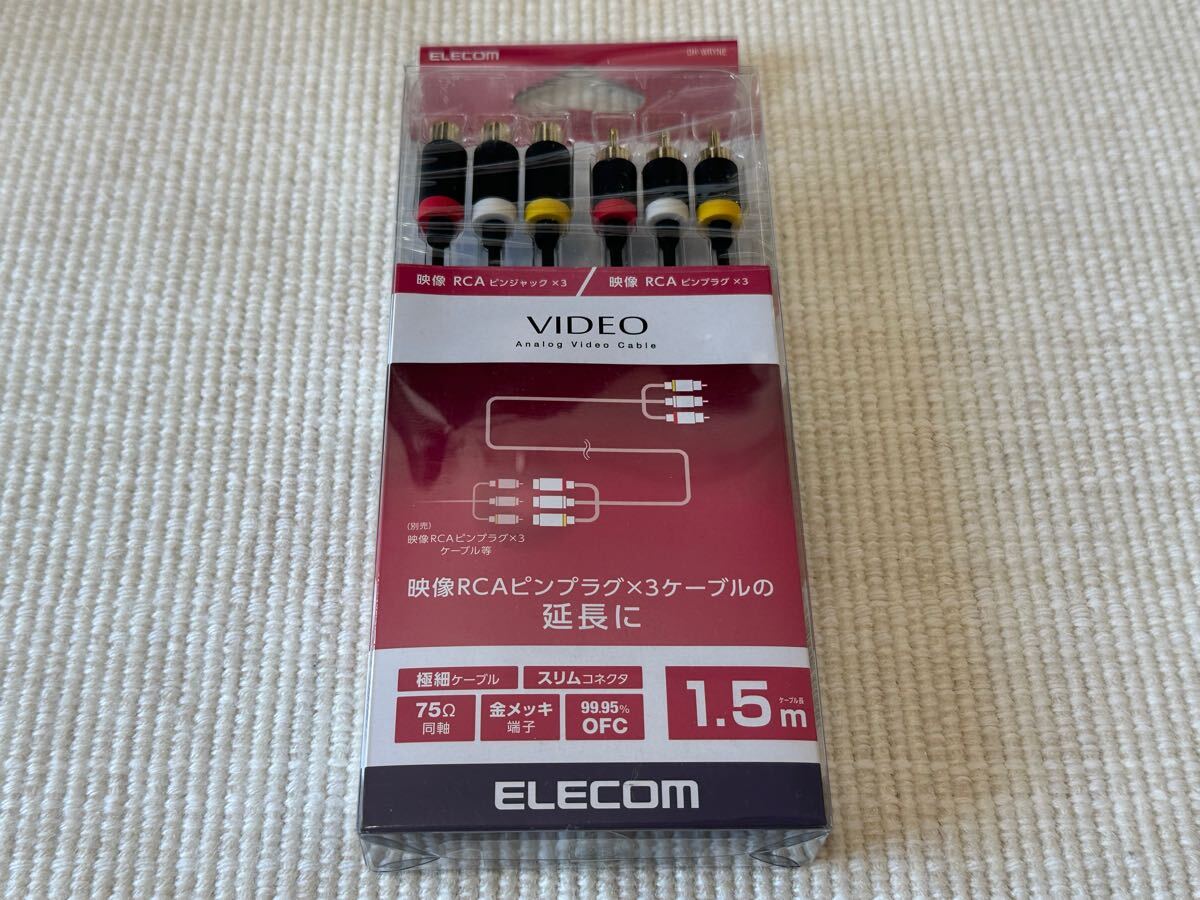 ELECOM
DH-WRYNE
映像 RCA ピンジャック×3 / 映像 RCA ピンプラグ×3
VIDEO
Analog Video Cable
(別売)
映像RCAピンプラグ×3
ケーブル等
映像RCAピンプラグ×3ケーブルの
延長に
極細ケーブル
スリムコネクタ
75Ω
同軸
金メッキ
端子
99.95%
OFC
ケーブル長
1.5m
ELECOM